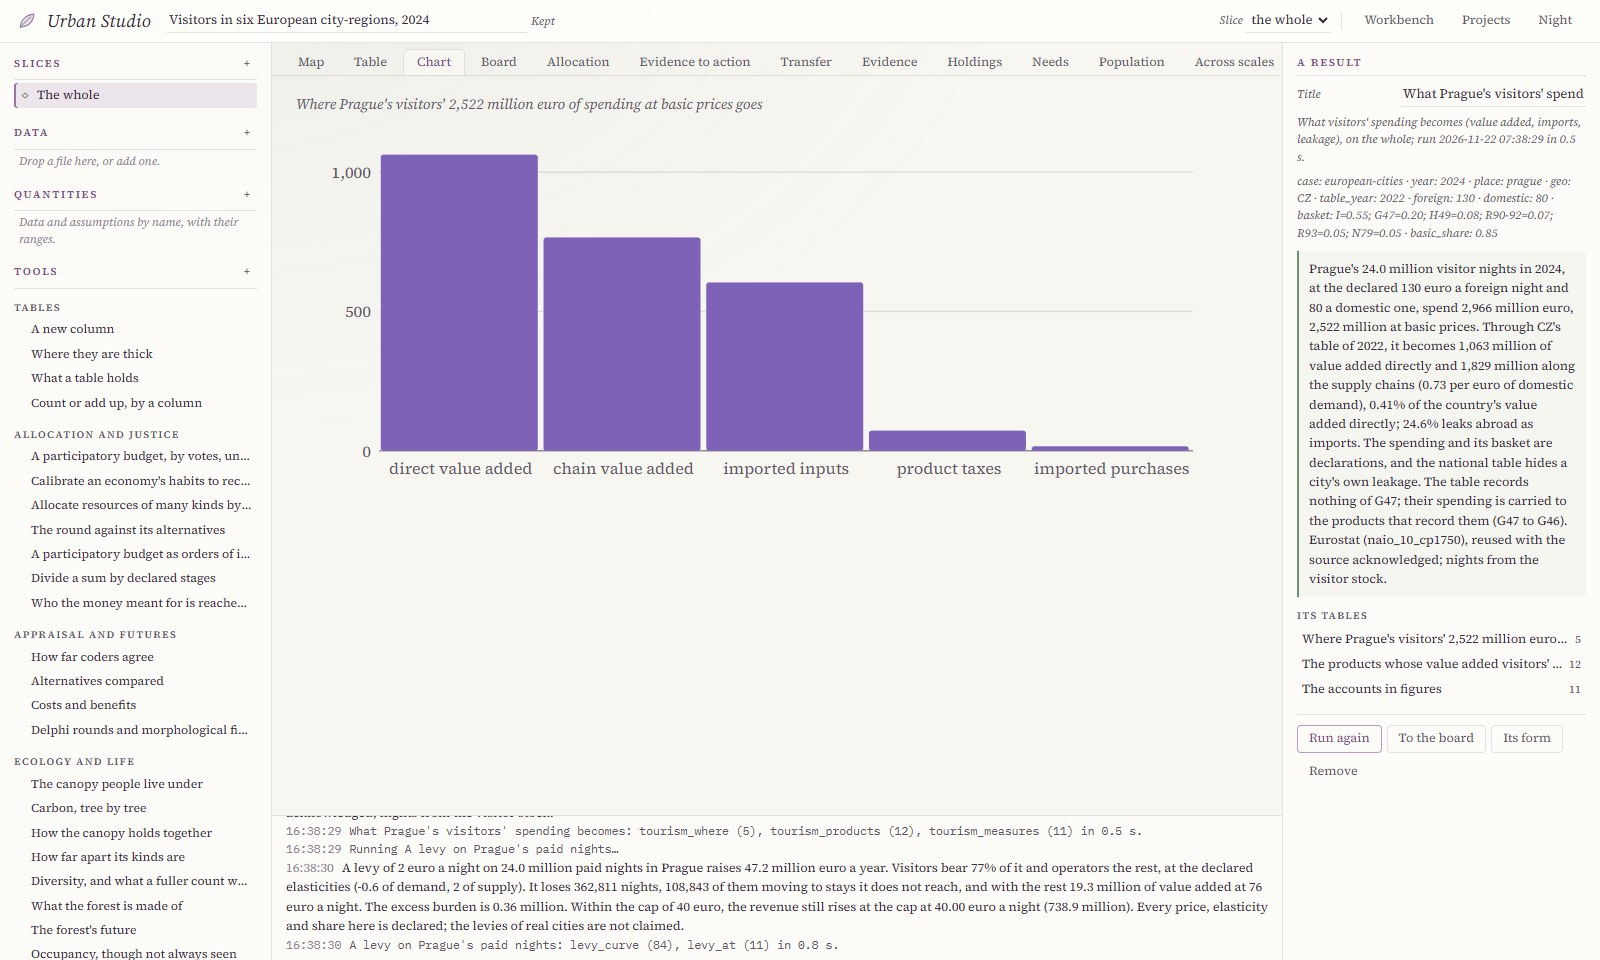 Urban Studio
Visitors in six European city-regions, 2024
Kept
Slice the whole
Workbench
Projects
Night
SLICES +
The whole
DATA +
Drop a file here, or add one.
QUANTITIES +
Data and assumptions by name, with their
ranges.
TOOLS +
TABLES
A new column
Where they are thick
What a table holds
Count or add up, by a column
ALLOCATION AND JUSTICE
A participatory budget, by votes, un...
Calibrate an economy's habits to rec...
Allocate resources of many kinds by...
The round against its alternatives
A participatory budget as orders of i...
Divide a sum by declared stages
Who the money meant for is reache...
APPRAISAL AND FUTURES
How far coders agree
Alternatives compared
Costs and benefits
Delphi rounds and morphological fi...
ECOLOGY AND LIFE
The canopy people live under
Carbon, tree by tree
How the canopy holds together
How far apart its kinds are
Diversity, and what a fuller count w...
What the forest is made of
The forest's future
Occupancy, though not always seen
Map
Table
Chart
Board
Allocation
Evidence to action
Transfer
Evidence
Holdings
Needs
Population
Across scales
Where Prague's visitors' 2,522 million euro of spending at basic prices goes
1,000
500
0
direct value added
chain value added
imported inputs
product taxes
imported purchases
16:38:29 What Prague's visitors' spending becomes: tourism_where (5), tourism_products (12), tourism_measures (11) in 0.5 s.
16:38:29 Running A levy on Prague's paid nights…
16:38:30 A levy of 2 euro a night on 24.0 million paid nights in Prague raises 47.2 million euro a year. Visitors bear 77% of it and operators the rest, at the declared
elasticities (-0.6 of demand, 2 of supply). It loses 362,811 nights, 108,843 of them moving to stays it does not reach, and with the rest 19.3 million of value added at 76
euro a night. The excess burden is 0.36 million. Within the cap of 40 euro, the revenue still rises at the cap at 40.00 euro a night (738.9 million). Every price, elasticity
and share here is declared; the levies of real cities are not claimed.
16:38:30 A levy on Prague's paid nights: levy_curve (84), levy_at (11) in 0.8 s.
A RESULT
Title What Prague's visitors' spend
What visitors' spending becomes (value added, imports,
leakage), on the whole; run 2026-11-22 07:38:29 in 0.5
s.
case: european-cities · year: 2024 · place: prague · geo:
CZ · table_year: 2022 · foreign: 130 · domestic: 80 ·
basket: I=0.55; G47=0.20; H49=0.08; R90-92=0.07;
R93=0.05; N79=0.05 · basic_share: 0.85
Prague's 24.0 million visitor nights in 2024,
at the declared 130 euro a foreign night and
80 a domestic one, spend 2,966 million euro,
2,522 million at basic prices. Through CZ's
table of 2022, it becomes 1,063 million of
value added directly and 1,829 million along
the supply chains (0.73 per euro of domestic
demand), 0.41% of the country's value
added directly; 24.6% leaks abroad as
imports. The spending and its basket are
declarations, and the national table hides a
city's own leakage. The table records
nothing of G47; their spending is carried to
the products that record them (G47 to G46).
Eurostat (naio_10_cp1750), reused with the
source acknowledged; nights from the
visitor stock.
ITS TABLES
Where Prague's visitors' 2,522 million euro... 5
The products whose value added visitors' ... 12
The accounts in figures 11
Run again
To the board
Its form
Remove